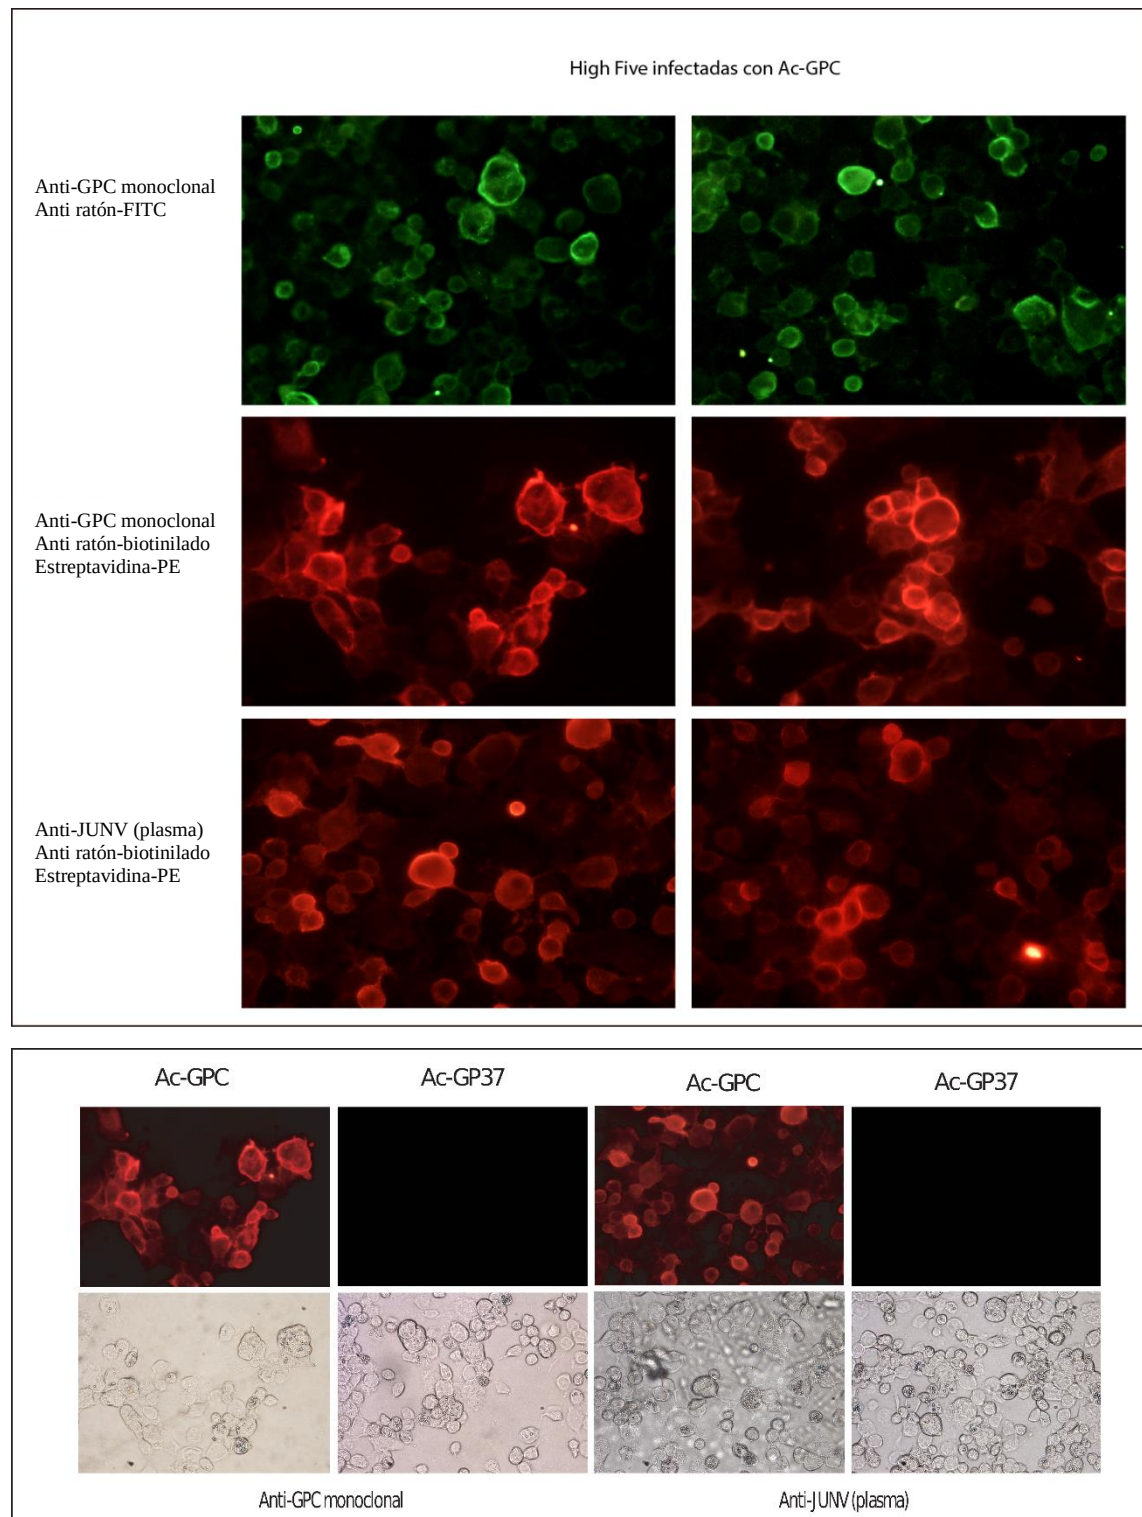 High Five infectadas con Ac-GPC
Anti-GPC monoclonal
Anti ratón-FITC
Anti-GPC monoclonal
Anti ratón-biotinilado
Estreptavidina-PE
Anti-JUNV (plasma)
Anti ratón-biotinilado
Estreptavidina-PE
Ac-GPC Ac-GP37 Ac-GPC Ac-GP37
Anti-GPC monoclonal Anti-JUNV (plasma)